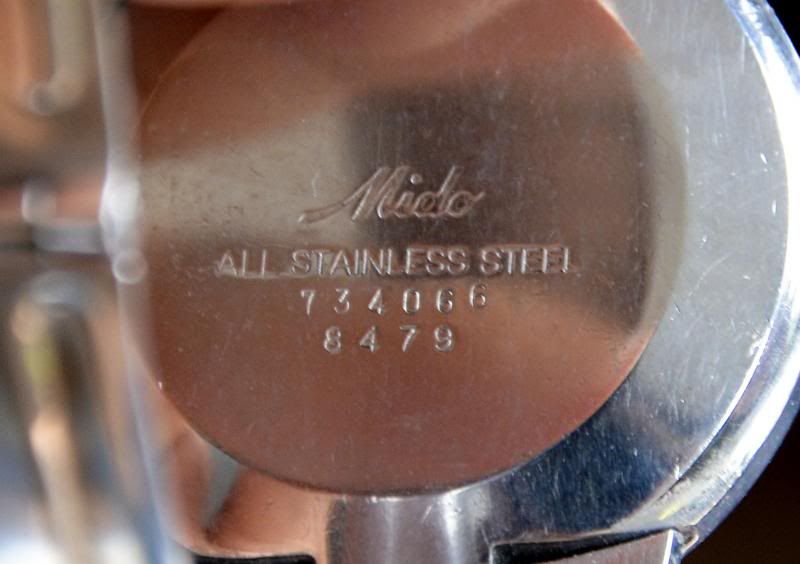 Mido
ALL STAINLESS STEEL
734066
8479